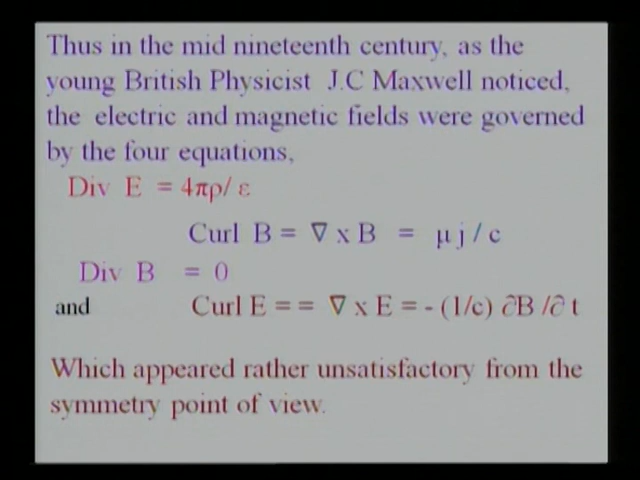 Thus in the mid nineteenth century, as the
young British Physicist J.C Maxwell noticed,
the electric and magnetic fields were governed
by the four equations,
Div E = 4πρ/ ε
Curl B = ∇ x B = μ j / c
Div B = 0
and Curl E = = ∇ x E = - (1/c) ∂B /∂ t
Which appeared rather unsatisfactory from the
symmetry point of view.